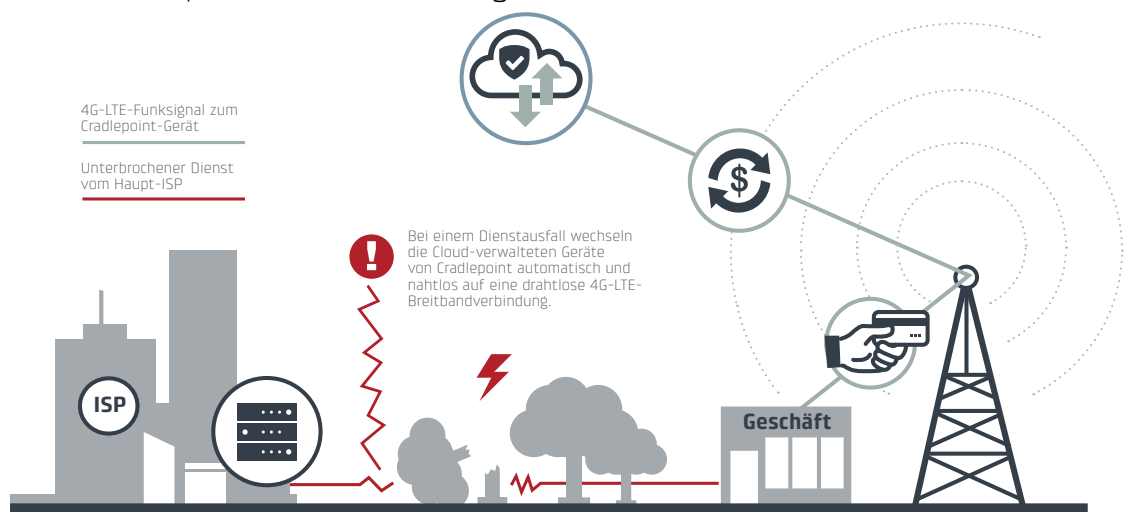 4G-LTE-Funksignal zum
Cradlepoint-Gerät
Unterbrochener Dienst
vom Haupt-ISP
Bei einem Dienstausfall wechseln
die Cloud-verwalteten Geräte
von Cradlepoint automatisch und
nahtlos auf eine drahtlose 4G-LTE-
Breitbandverbindung.
$
ISP
Geschäft